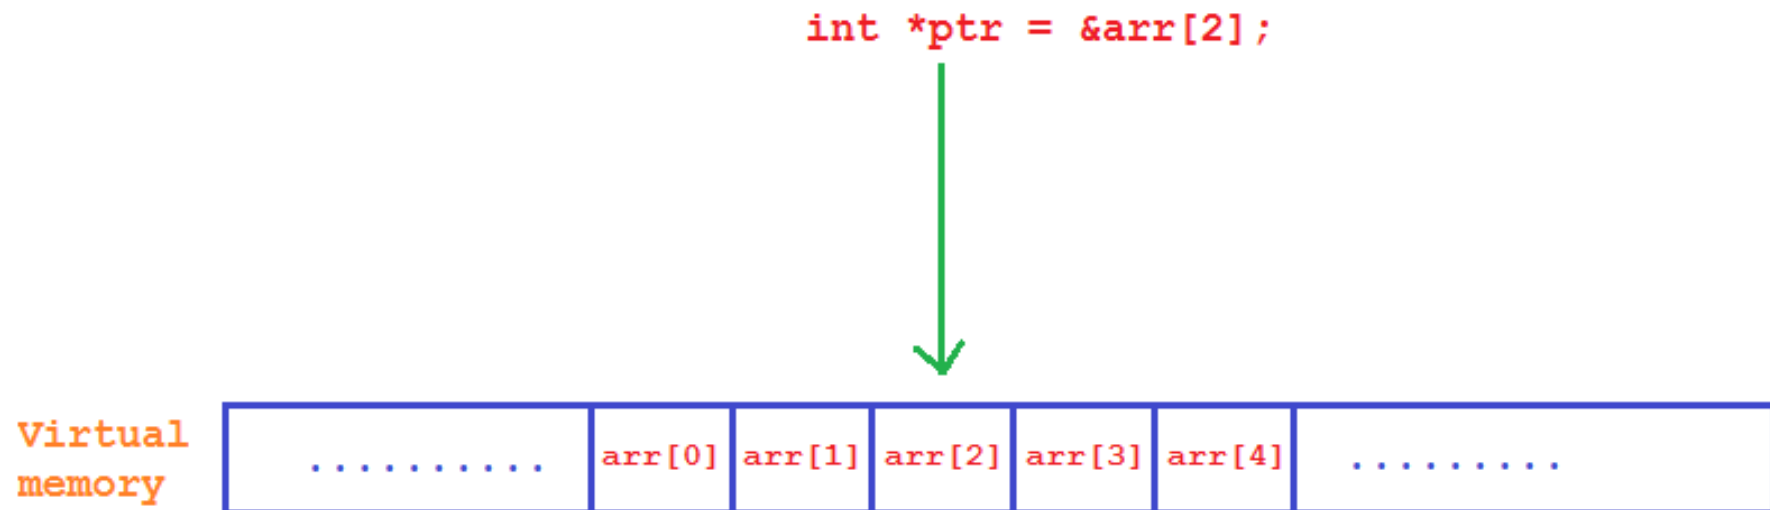 int *ptr = &arr[2];
Virtual
memory
.......... arr[0] arr[1] arr[2] arr[3] arr[4] .........